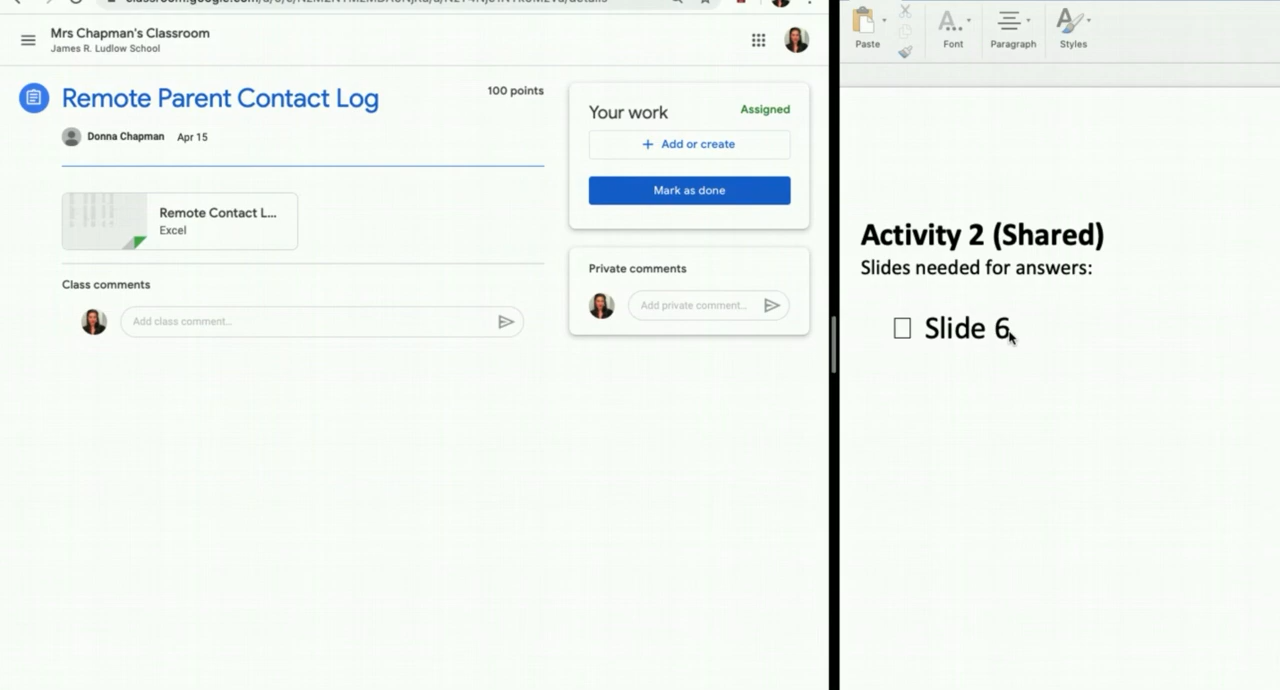 Mrs Chapman's Classroom
James R. Ludlow School
Remote Parent Contact Log
100 points
Donna Chapman Apr 15
Remote Contact L...
Excel
Class comments
Add class comment...
Your work
Assigned
+ Add or create
Mark as done
Private comments
Add private comment...
Paste
A...
Font
Paragraph
A
Styles
Activity 2 (Shared)
Slides needed for answers:
☐ Slide 6